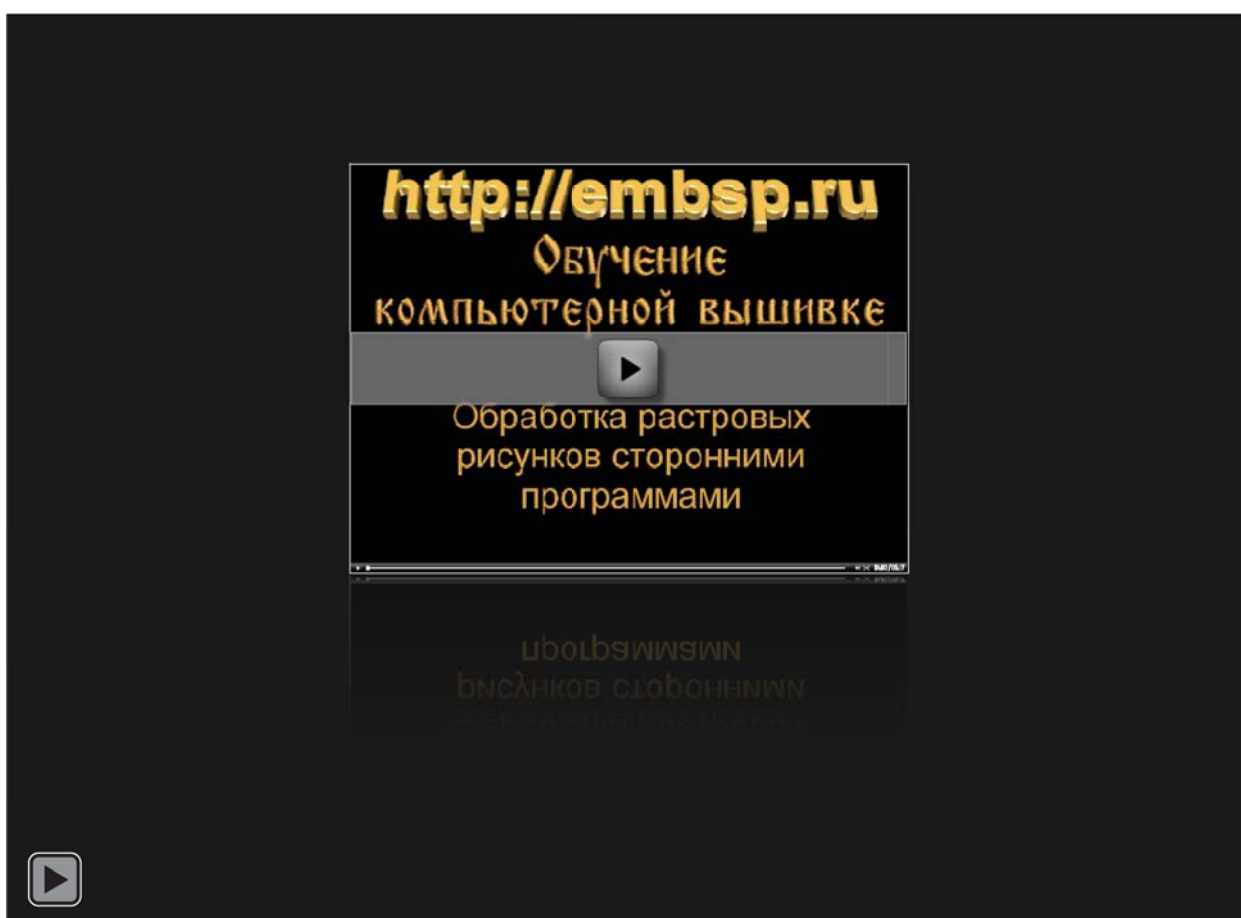 http://embsp.ru
Обучение
компьютерной вышивке
Обработка растровых
рисунков сторонними
программами